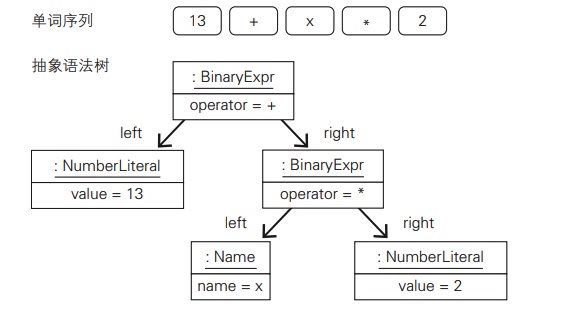 单词序列 13 + x * 2
抽象语法树
: BinaryExpr
operator = +
left right
: NumberLiteral : BinaryExpr
value = 13 operator = *
left right
: Name : NumberLiteral
name = x value = 2